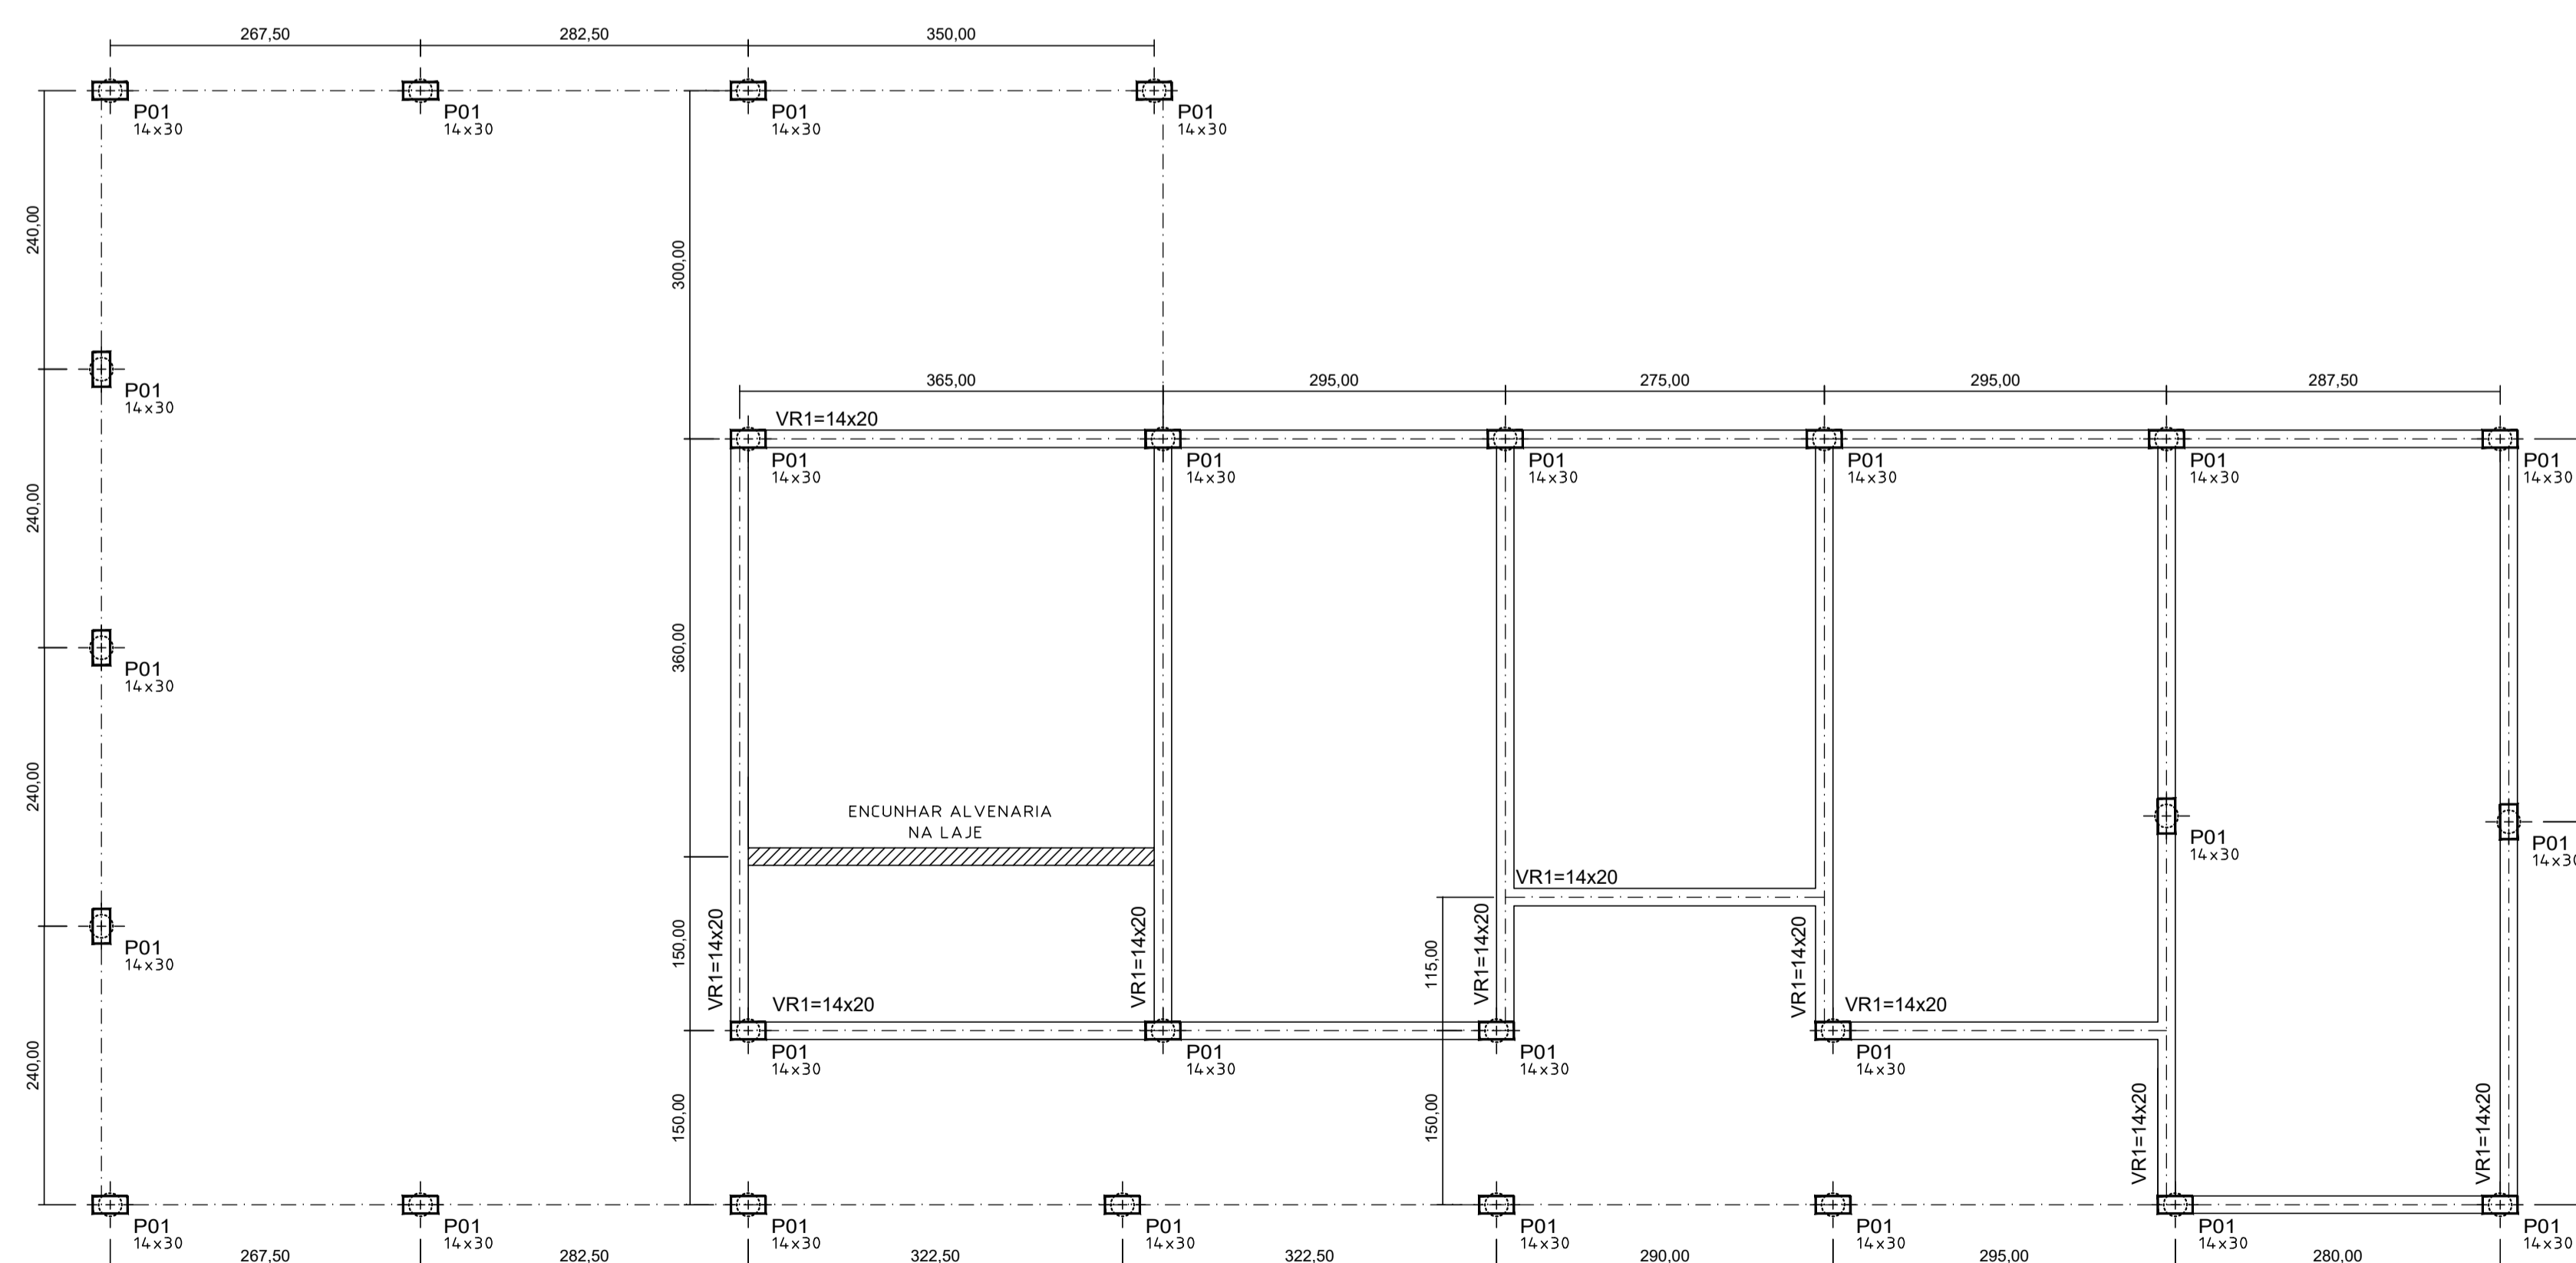 267,50
282,50
350,00
P01
14x30
P01
14x30
P01
14x30
P01
14x30
240,00
300,00
P01
14x30
365,00
295,00
275,00
295,00
287,50
VR1=14x20
P01
14x30
P01
14x30
P01
14x30
P01
14x30
P01
14x30
P01
14x30
240,00
360,00
P01
14x30
240,00
ENCUNHAR ALVENARIA
NA LAJE
P01
14x30
P01
14x30
VR1=14x20
P01
14x30
150,00
VR1=14x20
VR1=14x20
115,00
VR1=14x20
VR1=14x20
VR1=14x20
VR1=14x20
P01
14x30
P01
14x30
P01
14x30
P01
14x30
240,00
150,00
150,00
VR1=14x20
VR1=14x20
P01
14x30
P01
14x30
P01
14x30
P01
14x30
P01
14x30
P01
14x30
P01
14x30
P01
14x30
267,50
282,50
322,50
322,50
290,00
295,00
280,00